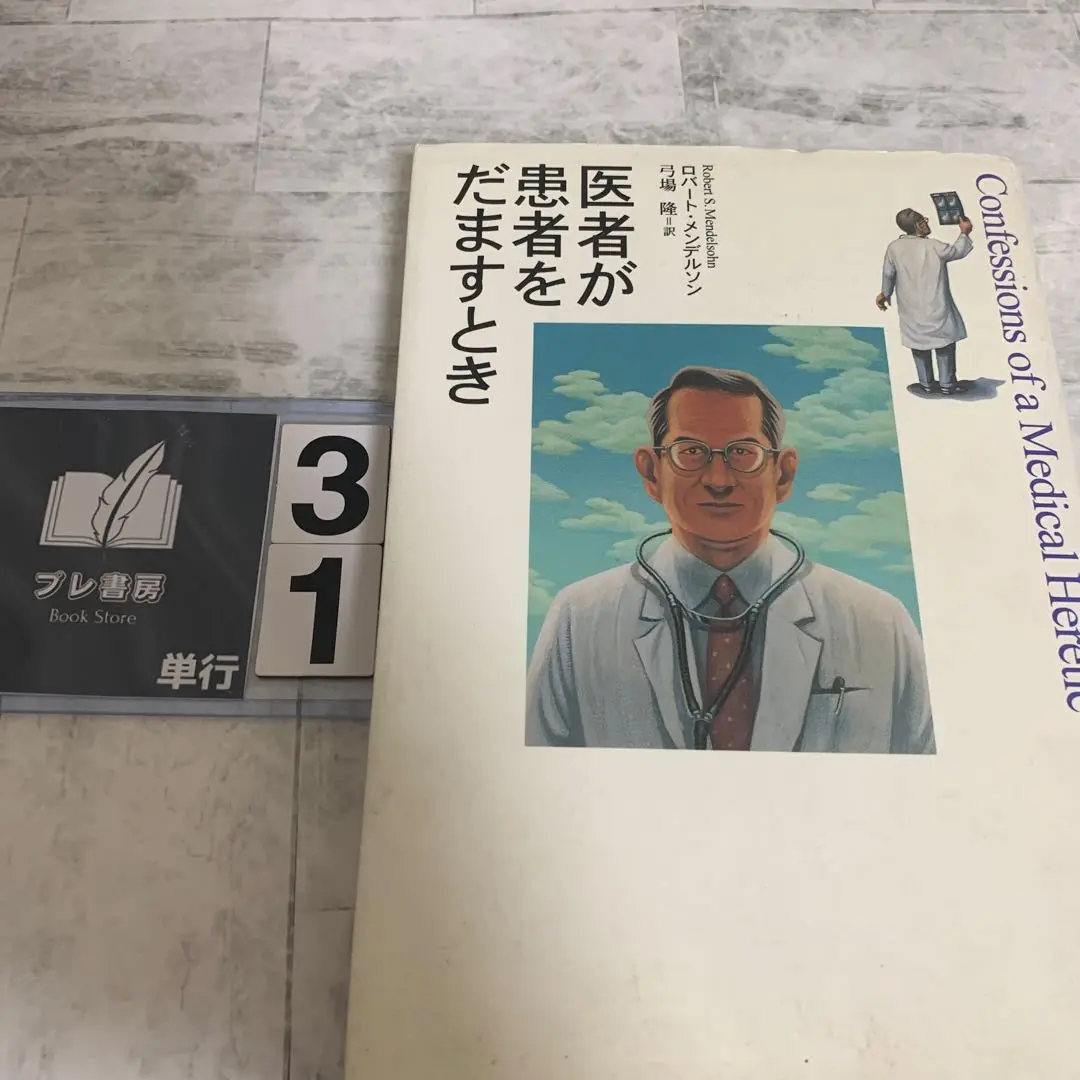 医者が
患者を
だますとき
Robert S. Mendelsohn
ロバート・メンデルソン
弓場 隆=訳
Confessions of a Medical Heretic
プレ書房
Book Store
単行
3
1